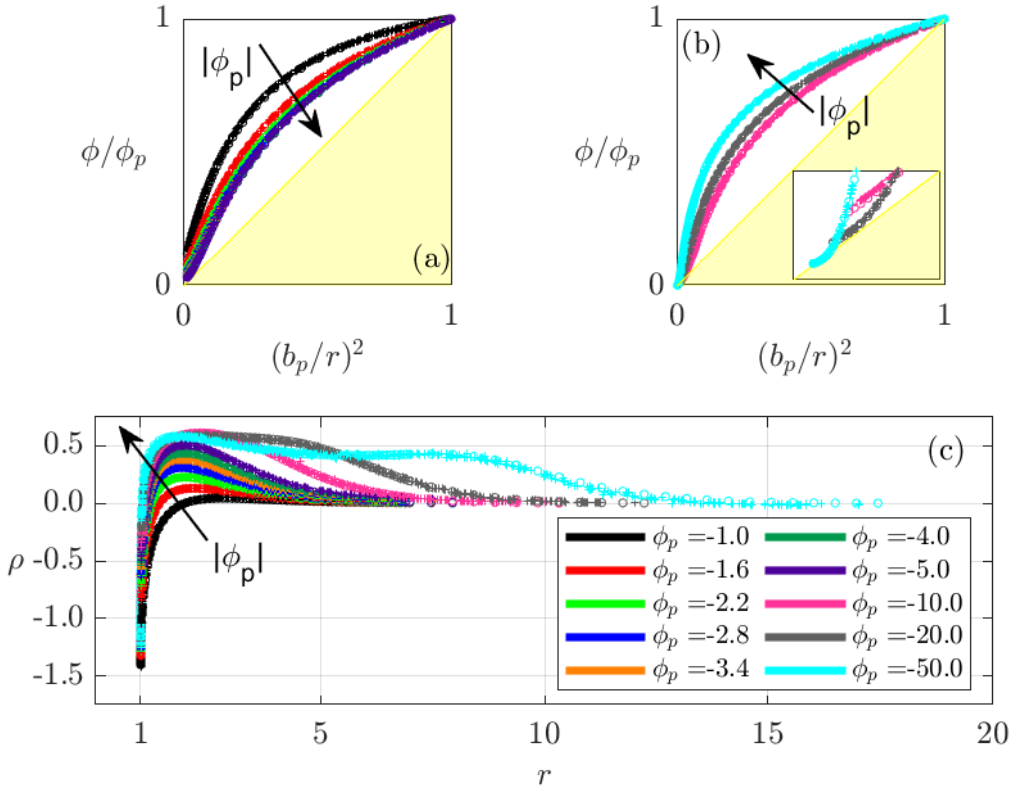 1
|ϕp|
ϕ/ϕp
(a)
0
0
1
(bp/r)²
1
(b)
|ϕp|
ϕ/ϕp
0
0
1
(bp/r)²
0.5
0.0
ρ -0.5
-1.0
-1.5
(c)
|ϕp|
ϕp =-1.0
ϕp =-1.6
ϕp =-2.2
ϕp =-2.8
ϕp =-3.4
ϕp =-4.0
ϕp =-5.0
ϕp =-10.0
ϕp =-20.0
ϕp =-50.0
1 5 10 15 20
r